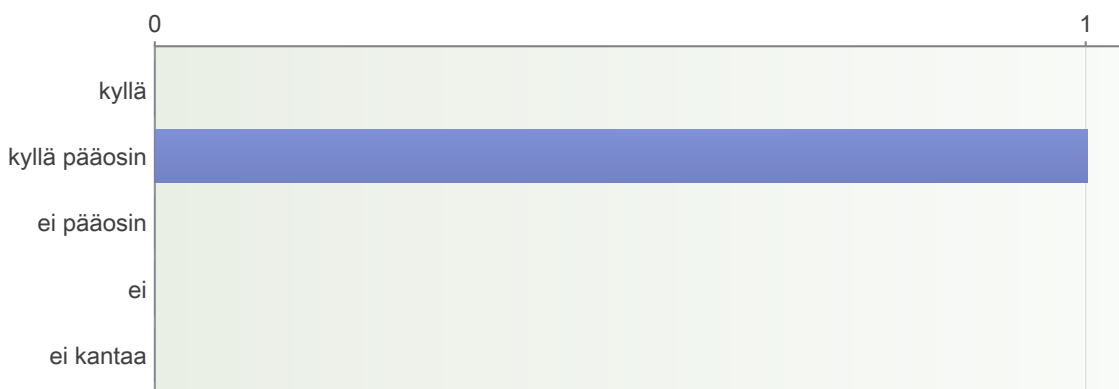 0 1
kyllä
kyllä pääosin
ei pääosin
ei
ei kantaa